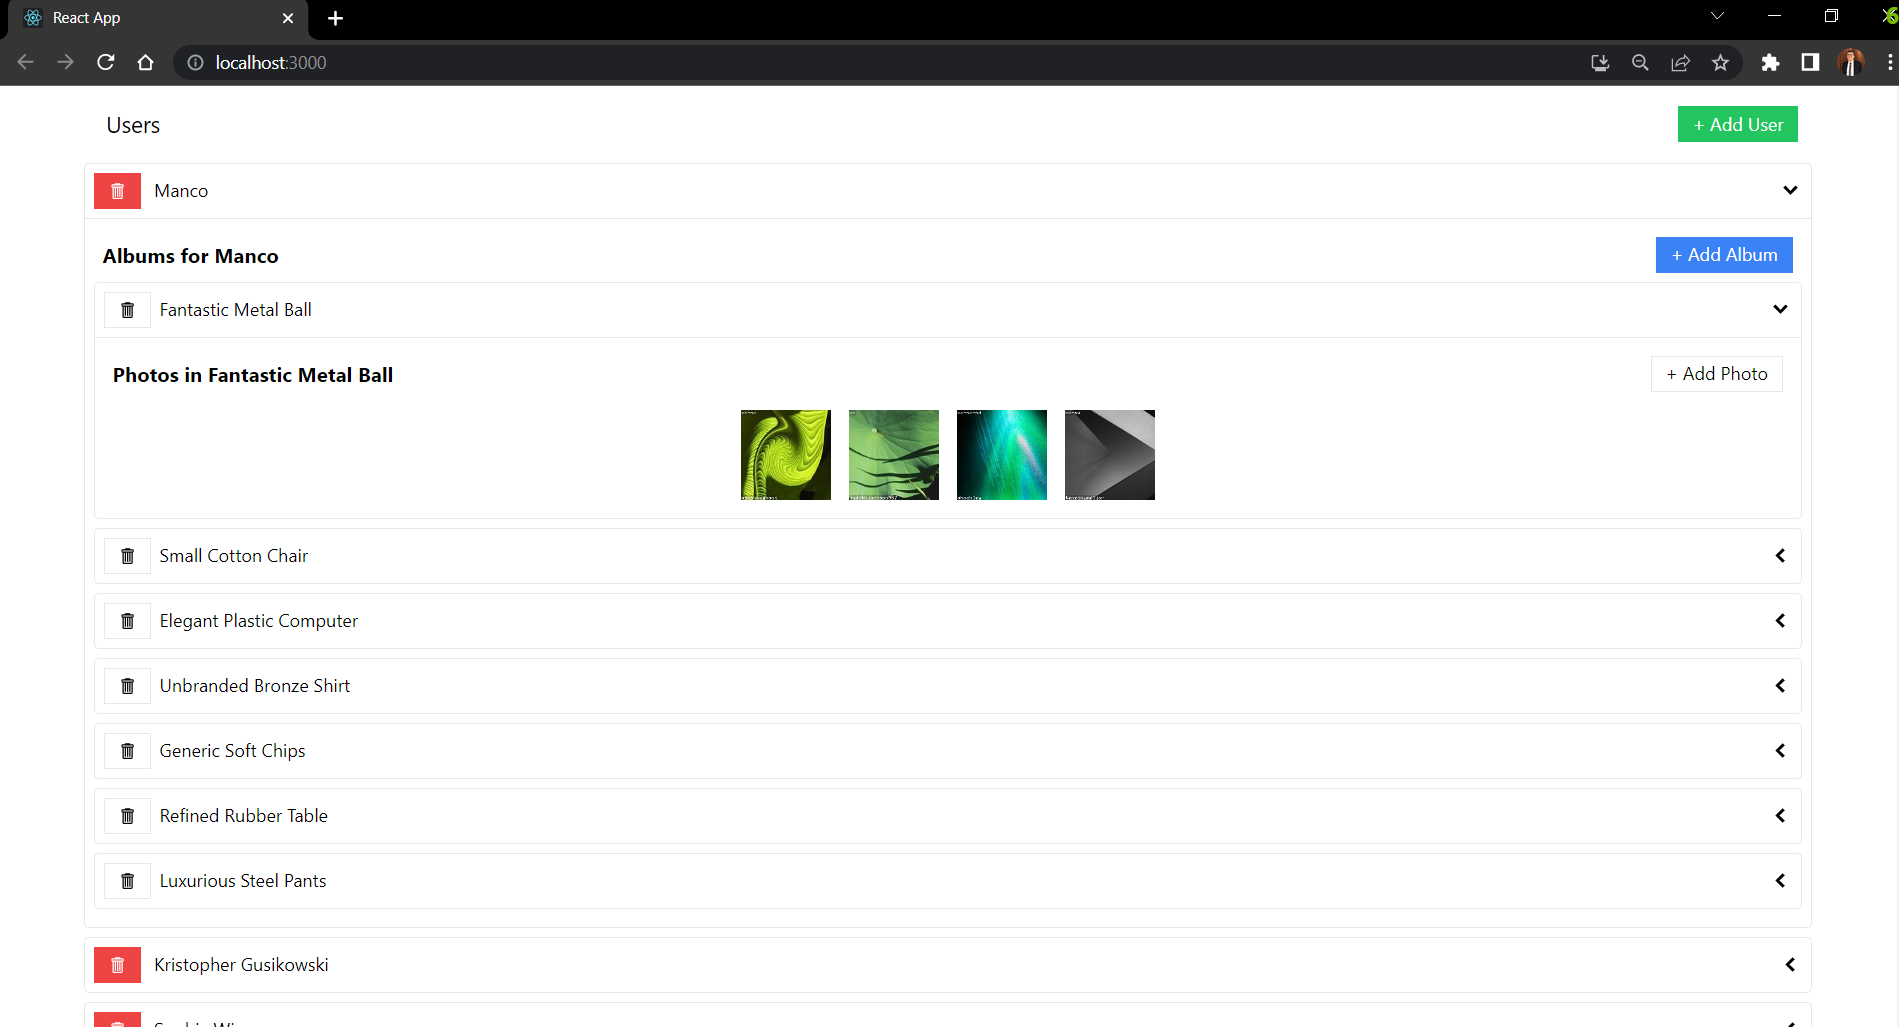 React App
localhost:3000
Users
+ Add User
Manco
Albums for Manco
+ Add Album
Fantastic Metal Ball
Photos in Fantastic Metal Ball
+ Add Photo
Small Cotton Chair
Elegant Plastic Computer
Unbranded Bronze Shirt
Generic Soft Chips
Refined Rubber Table
Luxurious Steel Pants
Kristopher Gusikowski